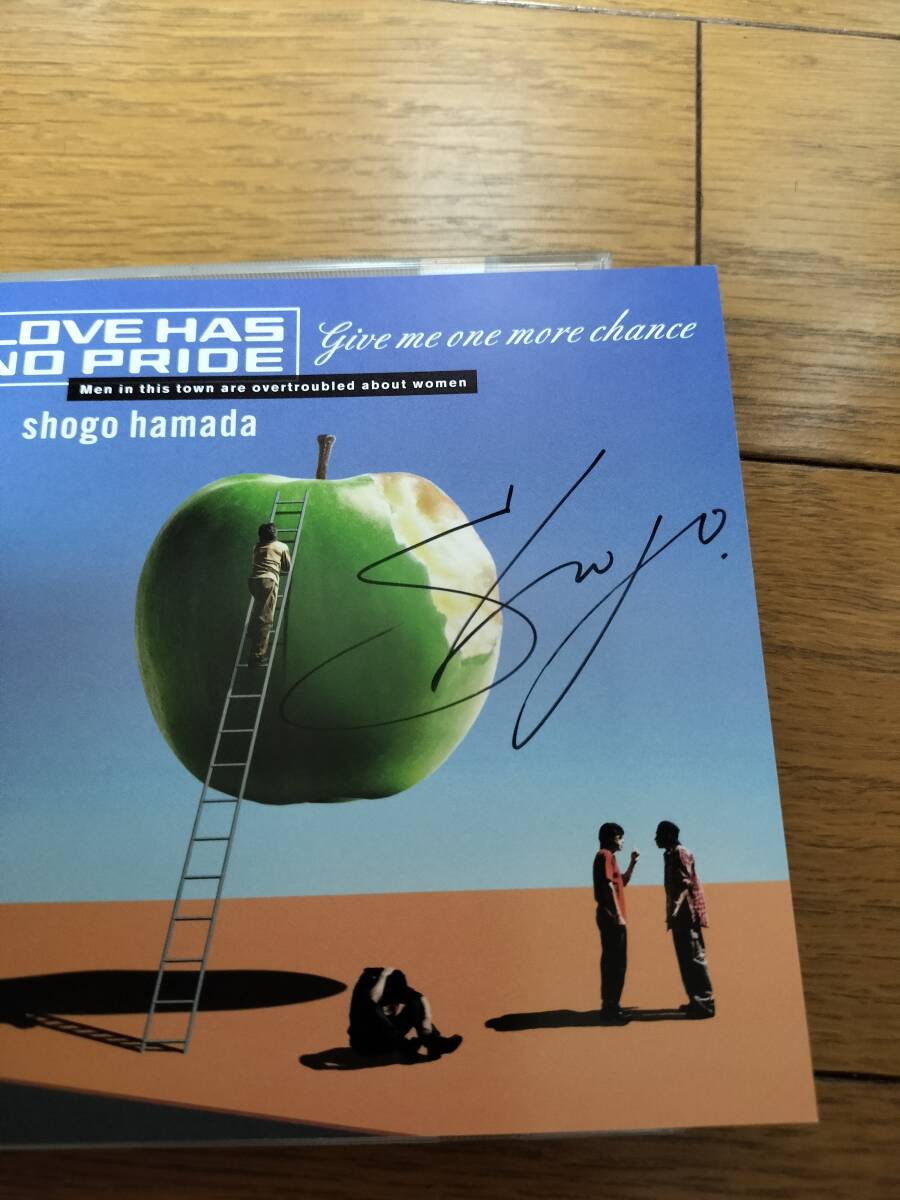 LOVE HAS
NO PRIDE
Give me one more chance
Men in this town are overtroubled about women
shogo hamada
Shogo.